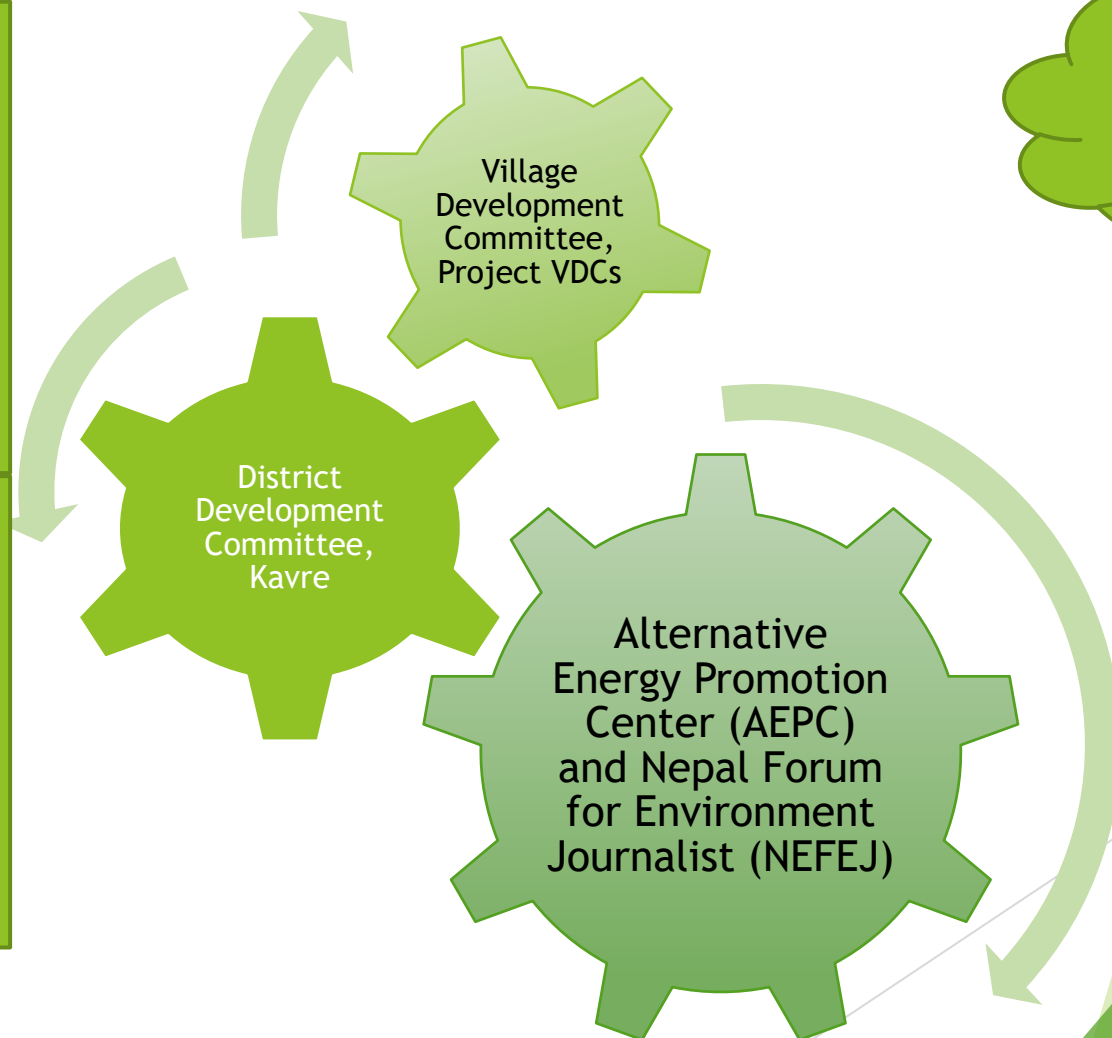 Village
Development
Committee,
Project VDCs
District
Development
Committee,
Kavre
Alternative
Energy Promotion
Center (AEPC)
and Nepal Forum
for Environment
Journalist (NEFEJ)